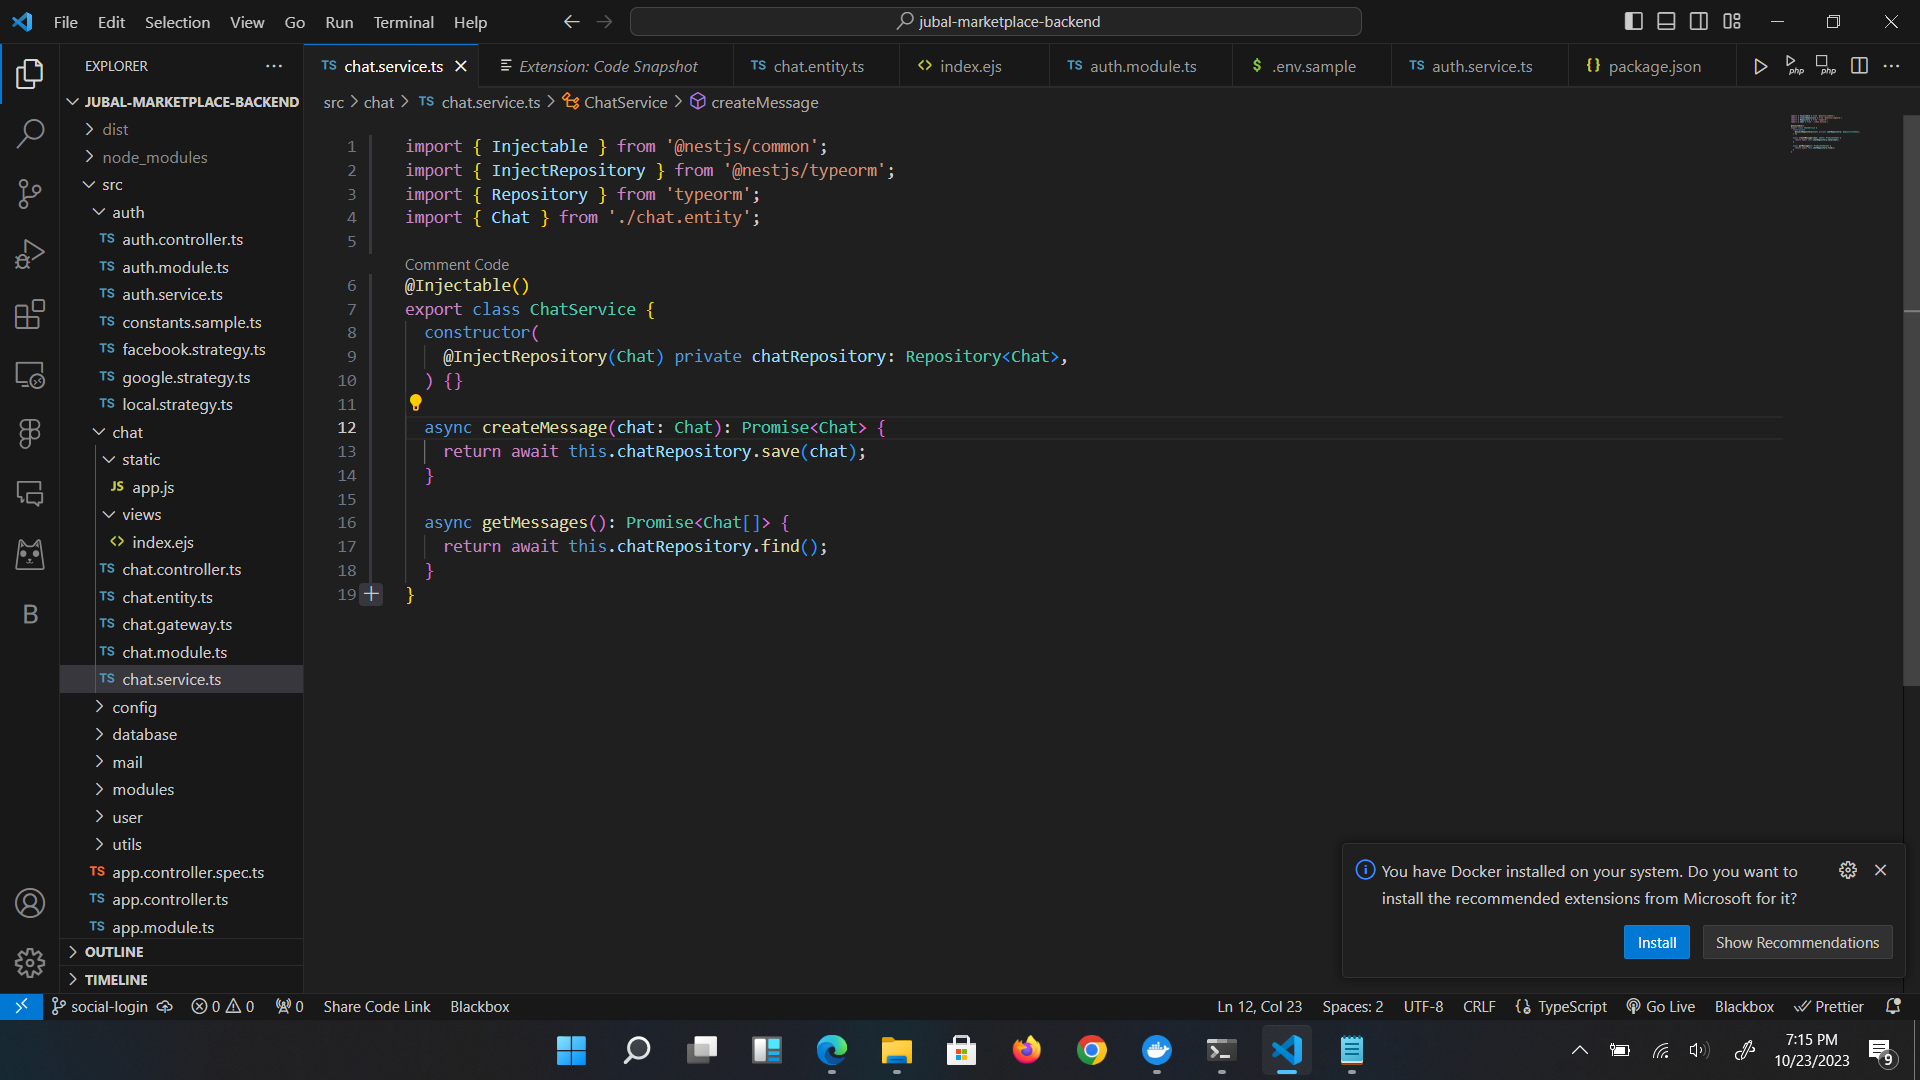 File Edit Selection View Go Run Terminal Help
jubal-marketplace-backend
EXPLORER
JUBAL-MARKETPLACE-BACKEND
dist
node_modules
src
auth
TS auth.controller.ts
TS auth.module.ts
TS auth.service.ts
TS constants.sample.ts
TS facebook.strategy.ts
TS google.strategy.ts
TS local.strategy.ts
chat
static
JS app.js
views
<> index.ejs
TS chat.controller.ts
TS chat.entity.ts
TS chat.gateway.ts
TS chat.module.ts
TS chat.service.ts
config
database
mail
modules
user
utils
TS app.controller.spec.ts
TS app.controller.ts
TS app.module.ts
OUTLINE
TIMELINE
B
TS chat.service.ts Extension: Code Snapshot TS chat.entity.ts <> index.ejs TS auth.module.ts $ .env.sample TS auth.service.ts {} package.json php php
src > chat > TS chat.service.ts > ChatService > createMessage
1 import { Injectable } from '@nestjs/common';
2 import { InjectRepository } from '@nestjs/typeorm';
3 import { Repository } from 'typeorm';
4 import { Chat } from './chat.entity';
5
Comment Code
6 @Injectable()
7 export class ChatService {
8 constructor(
9 @InjectRepository(Chat) private chatRepository: Repository<Chat>,
10 ) {}
11
12 async createMessage(chat: Chat): Promise<Chat> {
13 return await this.chatRepository.save(chat);
14 }
15
16 async getMessages(): Promise<Chat[]> {
17 return await this.chatRepository.find();
18 }
19 }
You have Docker installed on your system. Do you want to
install the recommended extensions from Microsoft for it?
Install Show Recommendations
social-login 0 0 0 Share Code Link Blackbox Ln 12, Col 23 Spaces: 2 UTF-8 CRLF {} TypeScript Go Live Blackbox Prettier
7:15 PM
10/23/2023
9